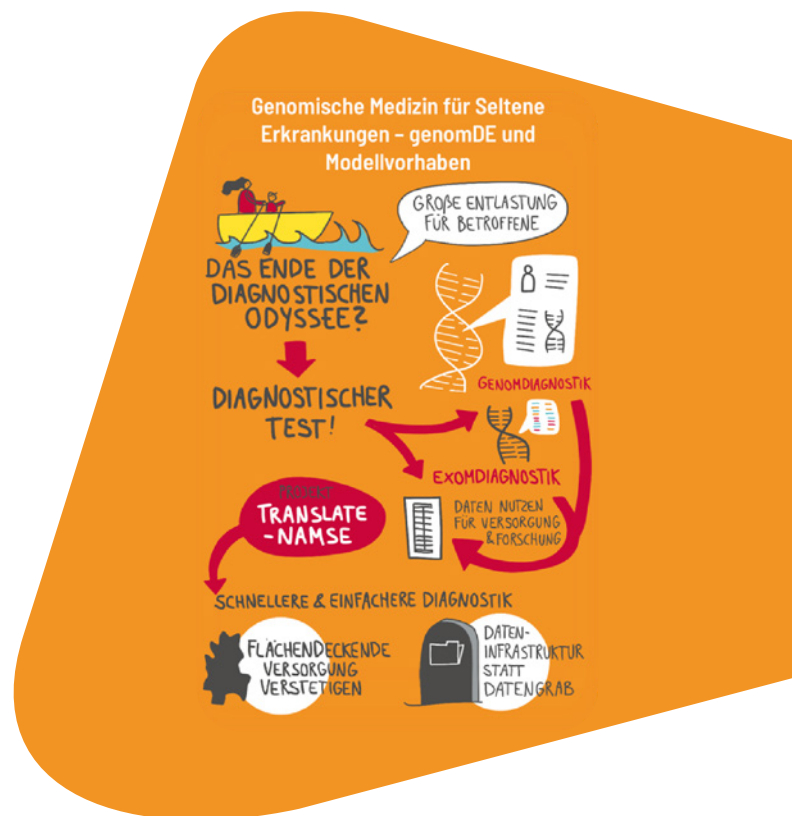 Genomische Medizin für Seltene
Erkrankungen – genomDE und
Modellvorhaben
GROẞE ENTLASTUNG
FÜR BETROFFENE
DAS ENDE DER
DIAGNOSTISCHEN
ODYSSEE?
GENOMDIAGNOSTIK
DIAGNOSTISCHER
TEST!
EXOMDIAGNOSTIK
PROJEKT
TRANSLATE
-NAMSE
DATEN NUTZEN
FÜR VERSORGUNG
& FORSCHUNG
SCHNELLERE & EINFACHERE DIAGNOSTIK
FLÄCHENDECKENDE
VERSORGUNG
VERSTETIGEN
DATEN-
INFRASTRUKTUR
STATT
DATENGRAB